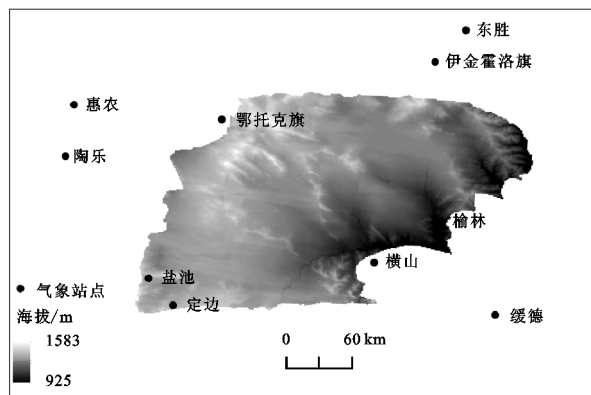 东胜
伊金霍洛旗
惠农
鄂托克旗
陶乐
榆林
横山
盐池
气象站点
定边
缓德
海拔/m
1583
925
0 60 km